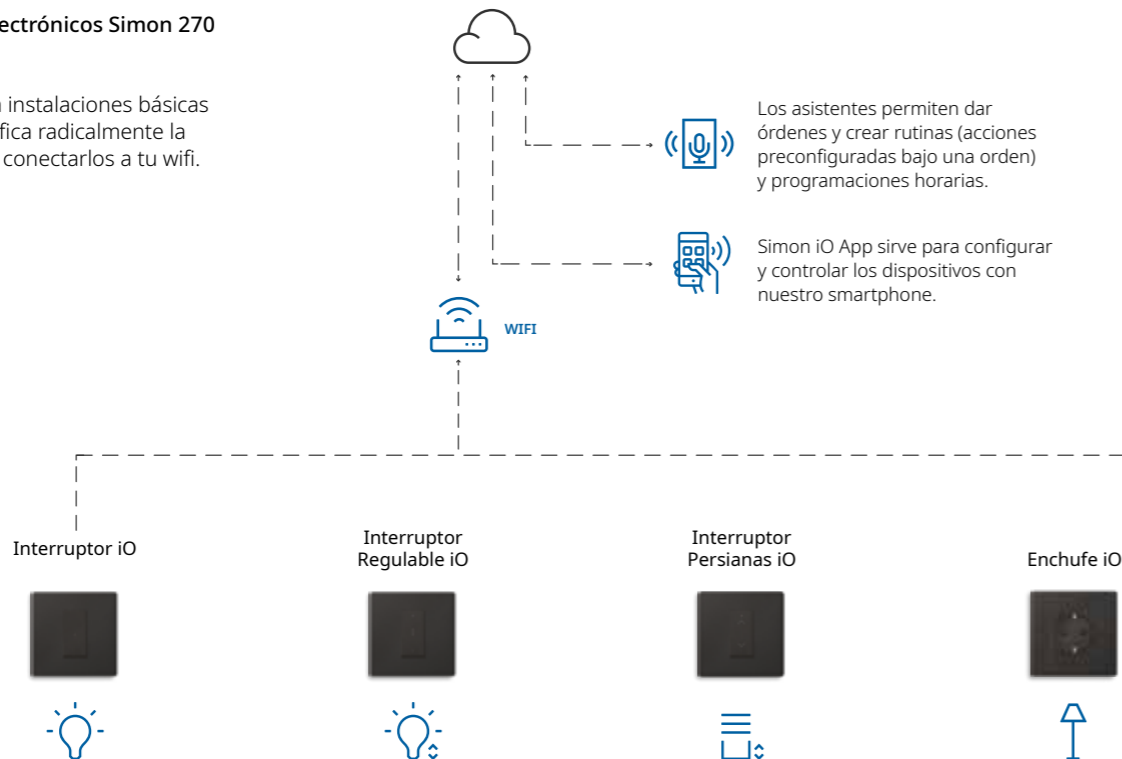 ectrónicos Simon 270
instalaciones básicas
fica radicalmente la
conectarlos a tu wifi.
Los asistentes permiten dar
órdenes y crear rutinas (acciones
preconfiguradas bajo una orden)
y programaciones horarias.
Simon iO App sirve para configurar
y controlar los dispositivos con
nuestro smartphone.
WIFI
Interruptor iO
Interruptor
Regulable iO
Interruptor
Persianas iO
Enchufe iO